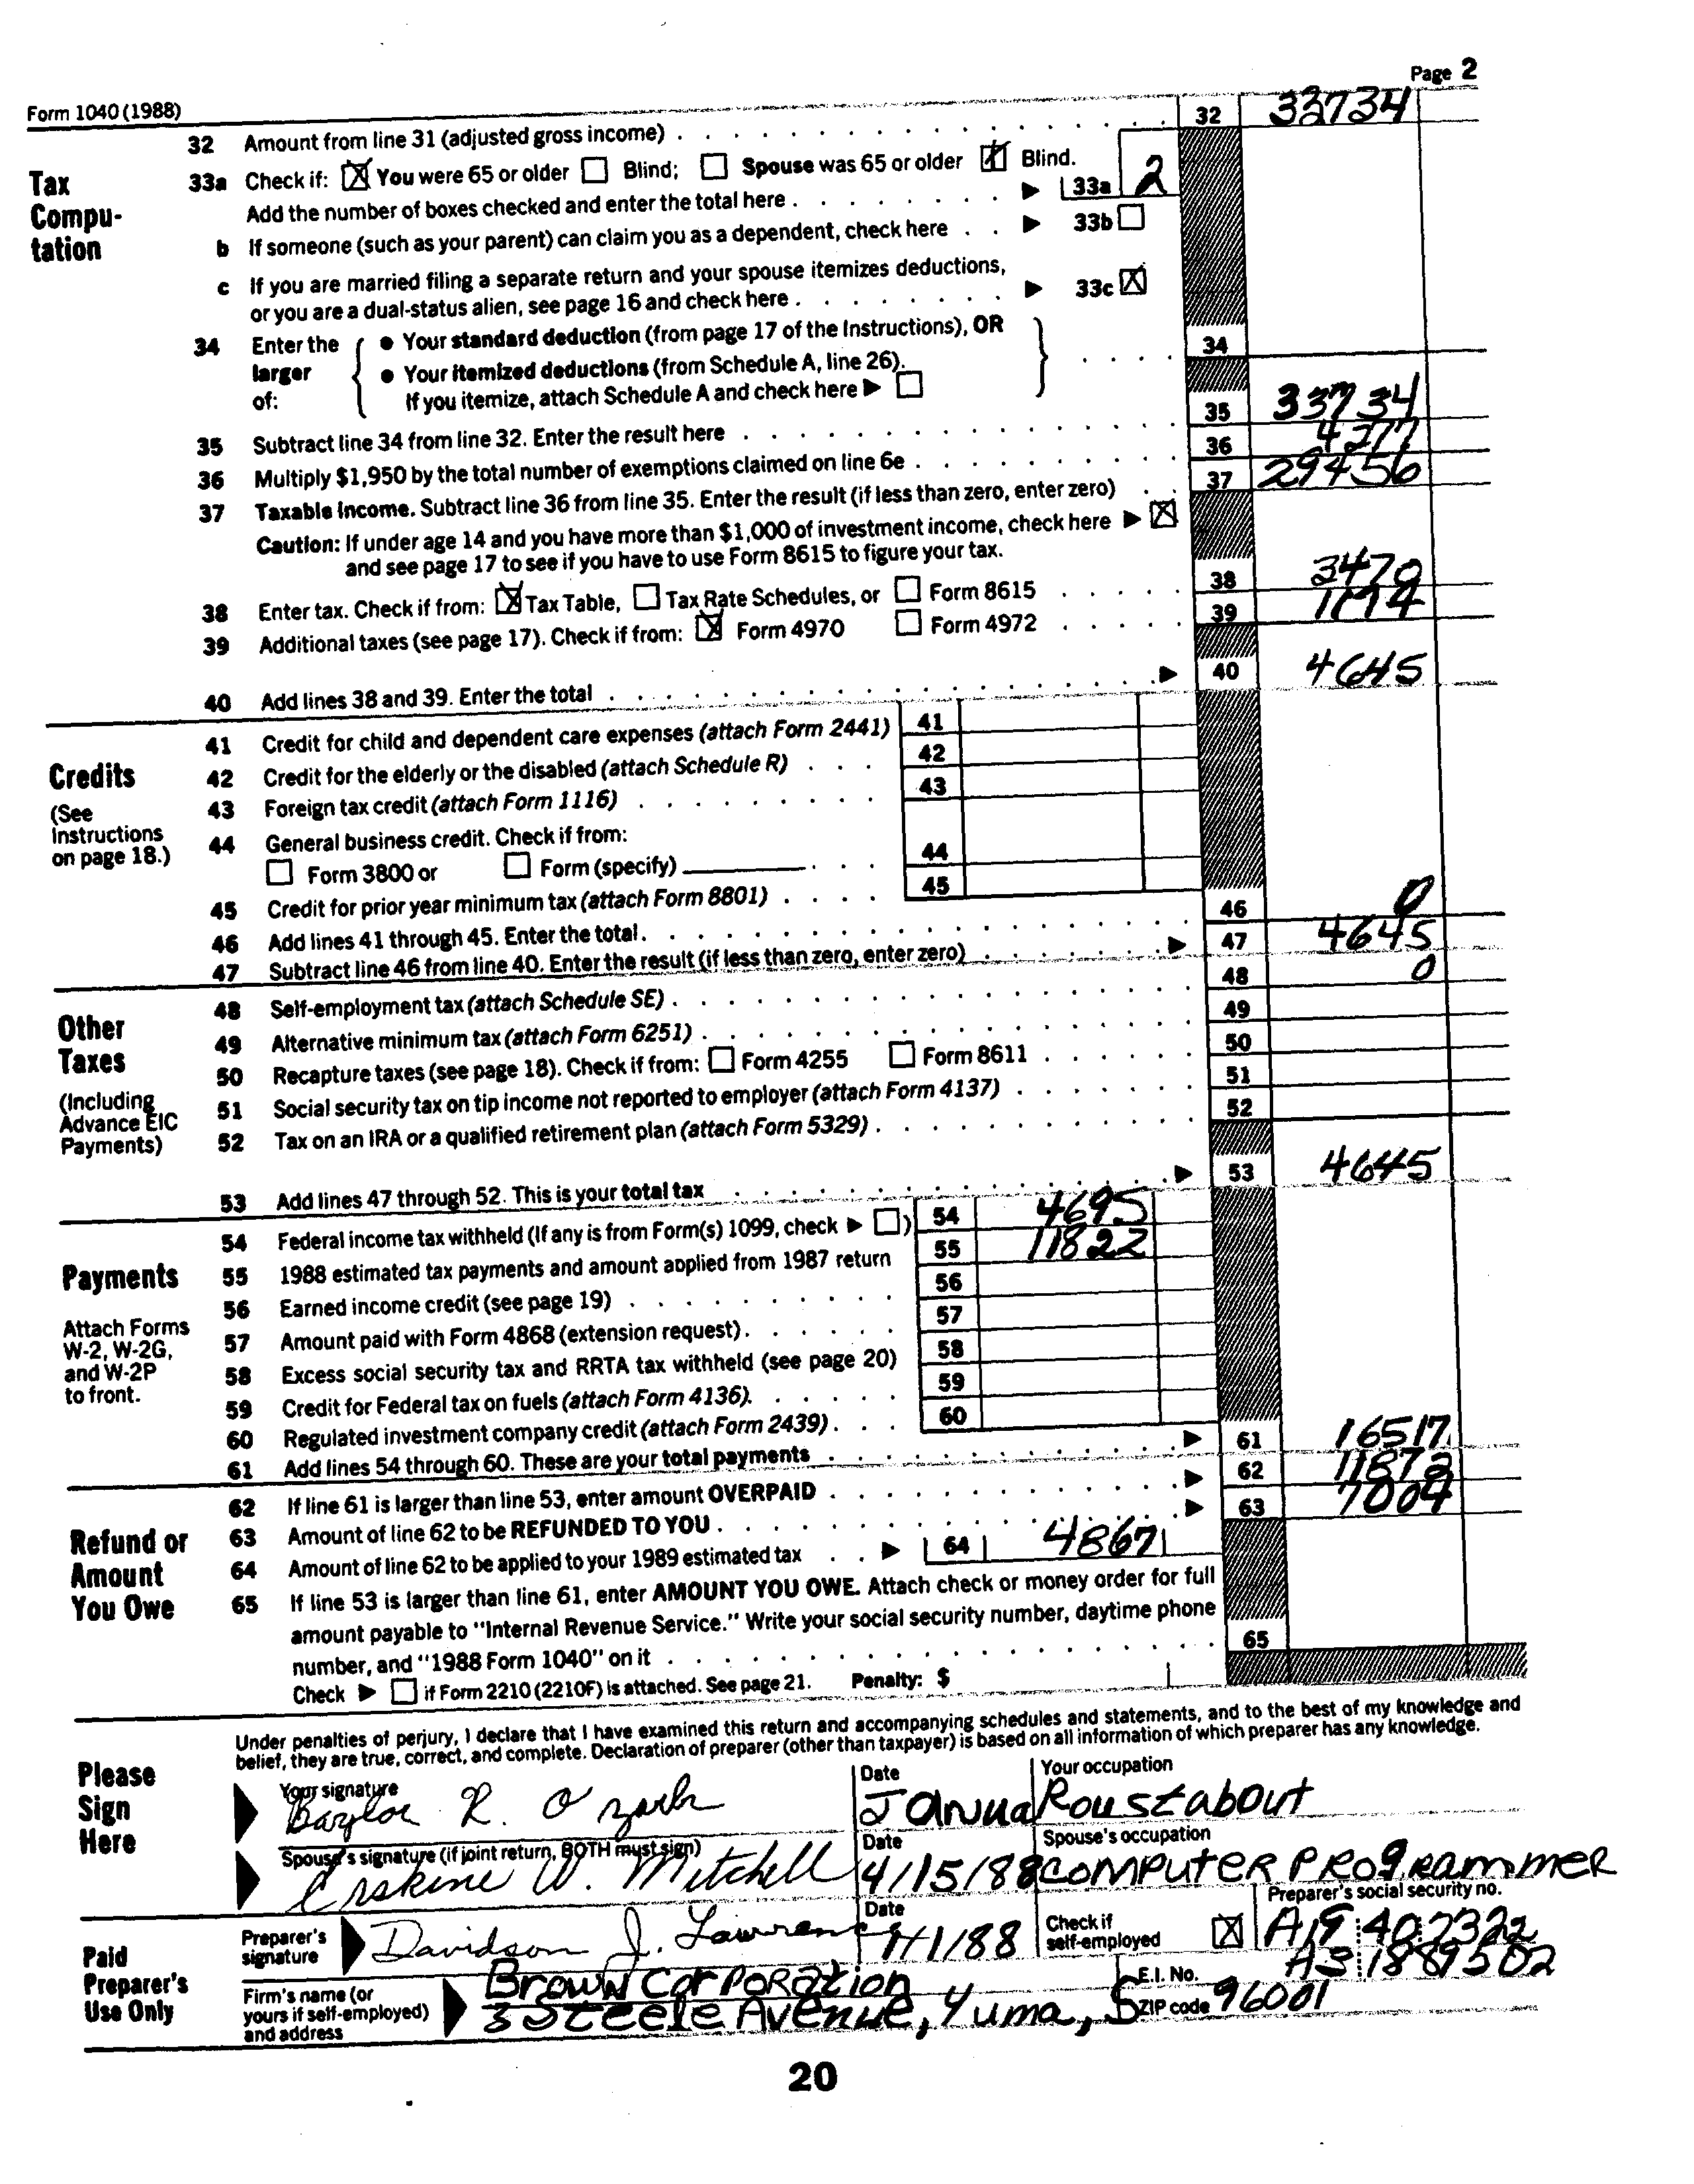 Page 2
Form 1040 (1988)
32 Amount from line 31 (adjusted gross income) 32 33734
Tax Compu-tation
33a Check if: X You were 65 or older Blind; Spouse was 65 or older X Blind.
Add the number of boxes checked and enter the total here 33a 2
b If someone (such as your parent) can claim you as a dependent, check here 33b
c If you are married filing a separate return and your spouse itemizes deductions,
or you are a dual-status alien, see page 16 and check here 33c X
34 Enter the larger of:
• Your standard deduction (from page 17 of the Instructions), OR
• Your itemized deductions (from Schedule A, line 26).
If you itemize, attach Schedule A and check here
34
35 Subtract line 34 from line 32. Enter the result here 35 33734
36 Multiply $1,950 by the total number of exemptions claimed on line 6e 36 4277
37 Taxable income. Subtract line 36 from line 35. Enter the result (if less than zero, enter zero) 37 29456
Caution: If under age 14 and you have more than $1,000 of investment income, check here X
and see page 17 to see if you have to use Form 8615 to figure your tax.
38 Enter tax. Check if from: X Tax Table, Tax Rate Schedules, or Form 8615 38 3470
39 Additional taxes (see page 17). Check if from: X Form 4970 Form 4972 39
40 Add lines 38 and 39. Enter the total 40 4645
Credits
(See Instructions on page 18.)
41 Credit for child and dependent care expenses (attach Form 2441) 41
42 Credit for the elderly or the disabled (attach Schedule R) 42
43 Foreign tax credit (attach Form 1116) 43
44 General business credit. Check if from:
Form 3800 or Form (specify) 44
45 Credit for prior year minimum tax (attach Form 8801) 45
46 Add lines 41 through 45. Enter the total 46 0
47 Subtract line 46 from line 40. Enter the result (if less than zero, enter zero) 47 4645
Other Taxes
(Including Advance EIC Payments)
48 Self-employment tax (attach Schedule SE) 48 0
49 Alternative minimum tax (attach Form 6251) 49
50 Recapture taxes (see page 18). Check if from: Form 4255 Form 8611 50
51 Social security tax on tip income not reported to employer (attach Form 4137) 51
52 Tax on an IRA or a qualified retirement plan (attach Form 5329) 52
53 Add lines 47 through 52. This is your total tax 53 4645
Payments
Attach Forms W-2, W-2G, and W-2P to front.
54 Federal income tax withheld (If any is from Form(s) 1099, check ) 54 4695
55 1988 estimated tax payments and amount applied from 1987 return 55 11822
56 Earned income credit (see page 19) 56
57 Amount paid with Form 4868 (extension request) 57
58 Excess social security tax and RRTA tax withheld (see page 20) 58
59 Credit for Federal tax on fuels (attach Form 4136). 59
60 Regulated investment company credit (attach Form 2439) 60
61 Add lines 54 through 60. These are your total payments 61 16517
Refund or Amount You Owe
62 If line 61 is larger than line 53, enter amount OVERPAID 62 11872
63 Amount of line 62 to be REFUNDED TO YOU 63 7004
64 Amount of line 62 to be applied to your 1989 estimated tax 64 4867
65 If line 53 is larger than line 61, enter AMOUNT YOU OWE. Attach check or money order for full
amount payable to "Internal Revenue Service." Write your social security number, daytime phone
number, and "1988 Form 1040" on it 65
Check if Form 2210 (2210F) is attached. See page 21. Penalty: $
Please Sign Here
Under penalties of perjury, I declare that I have examined this return and accompanying schedules and statements, and to the best of my knowledge and
belief, they are true, correct, and complete. Declaration of preparer (other than taxpayer) is based on all information of which preparer has any knowledge.
Your signature Date Your occupation
Baylor R. Ozark Janua Roustabout
Spouse's signature (if joint return, BOTH must sign) Date Spouse's occupation
Erskine W. Mitchell 4/15/88 COMPUTER PROgRammER
Paid Preparer's Use Only
Preparer's signature Date Check if self-employed X Preparer's social security no.
Davidson J. Lawrence 1/1/88 A19 40 7322
Firm's name (or yours if self-employed) and address E.I. No. ZIP code
Brown CorPORation A3 1889502
3 Steele Avenue, Yuma, S 96001
20